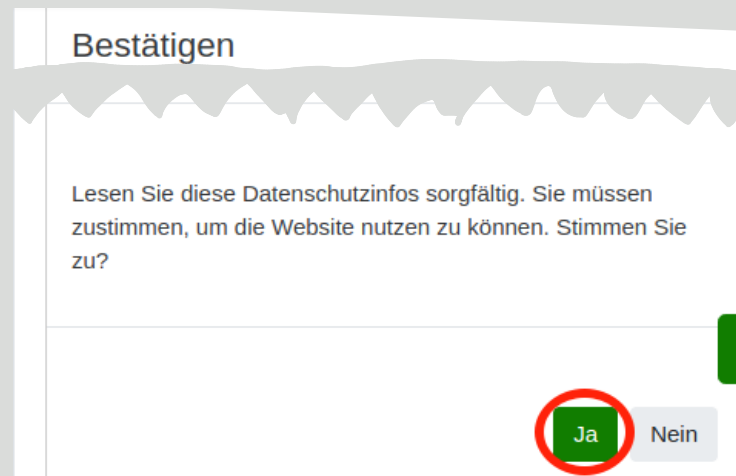 Bestätigen
Lesen Sie diese Datenschutzinfos sorgfältig. Sie müssen
zustimmen, um die Website nutzen zu können. Stimmen Sie
zu?
Ja
Nein